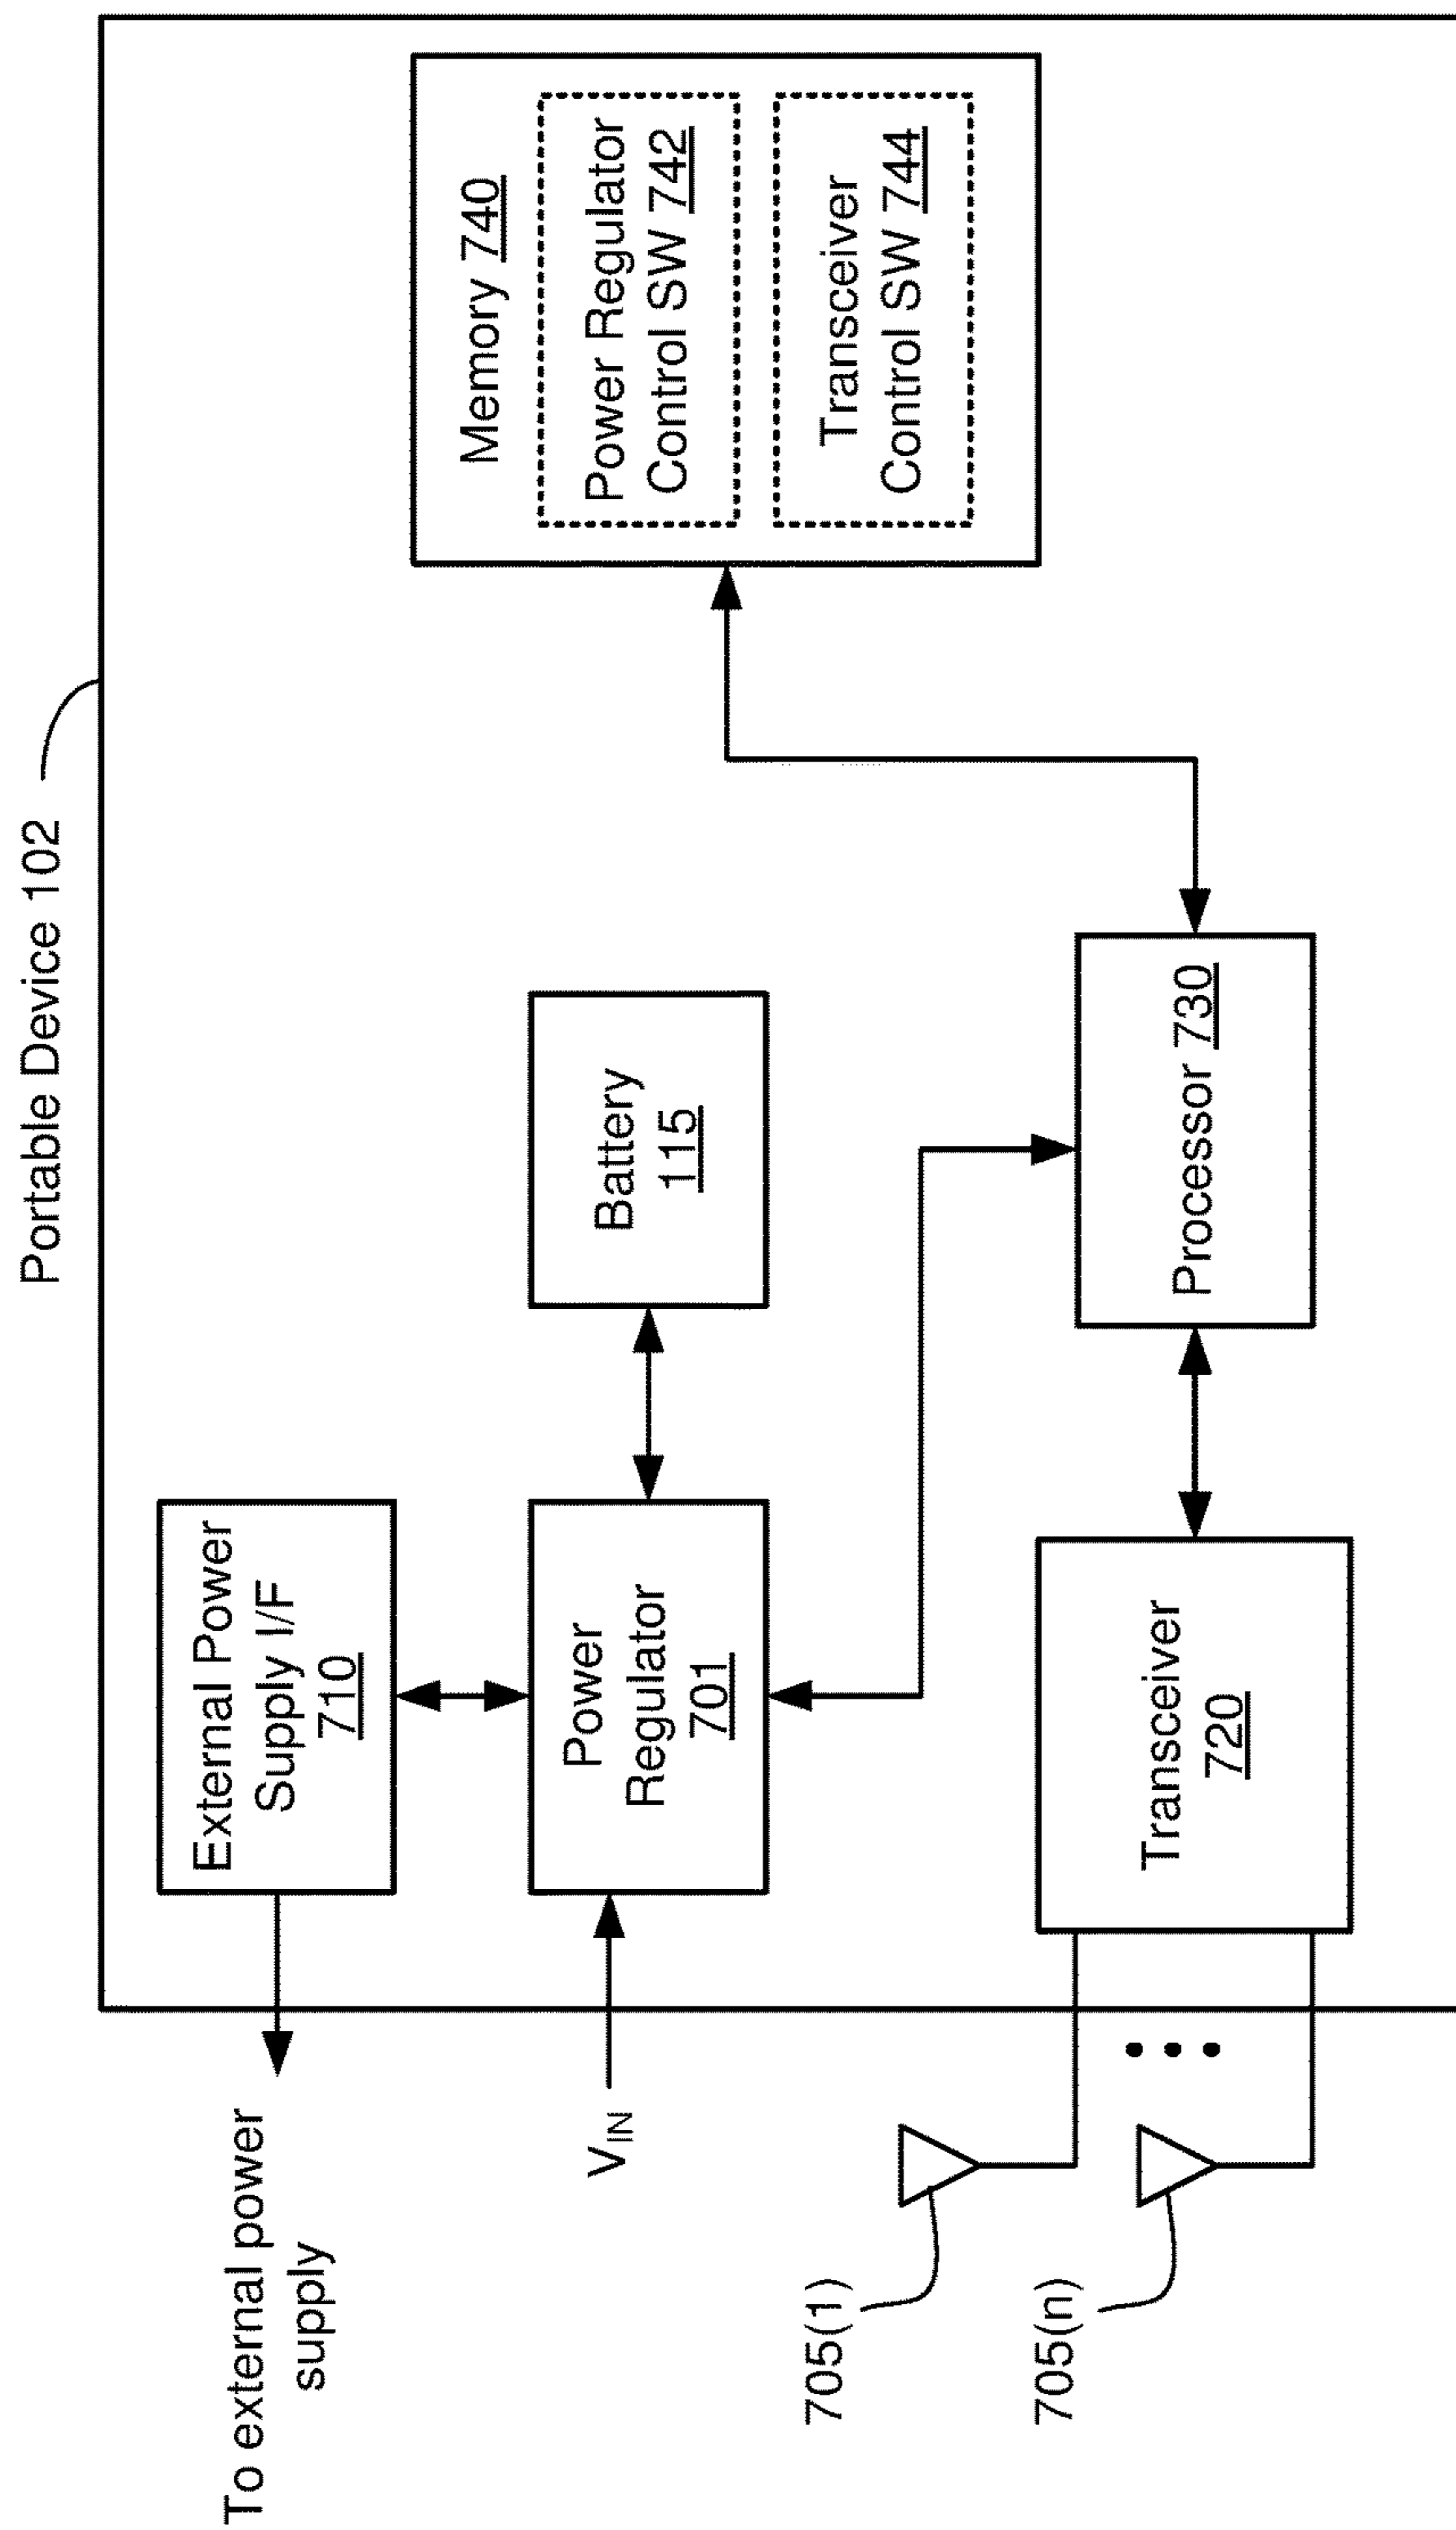 Portable Device 102
To external power
supply
External Power
Supply I/F
710
V_IN
Power
Regulator
701
Battery
115
Memory 740
Power Regulator
Control SW 742
Transceiver
Control SW 744
705(1)
705(n)
Transceiver
720
Processor 730